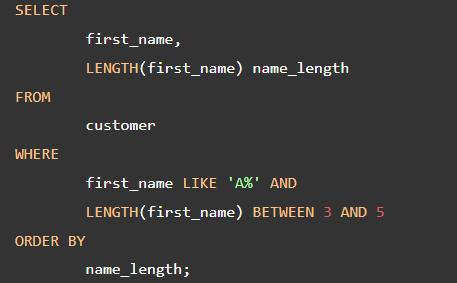 SELECT
first_name,
LENGTH(first_name) name_length
FROM
customer
WHERE
first_name LIKE 'A%' AND
LENGTH(first_name) BETWEEN 3 AND 5
ORDER BY
name_length;